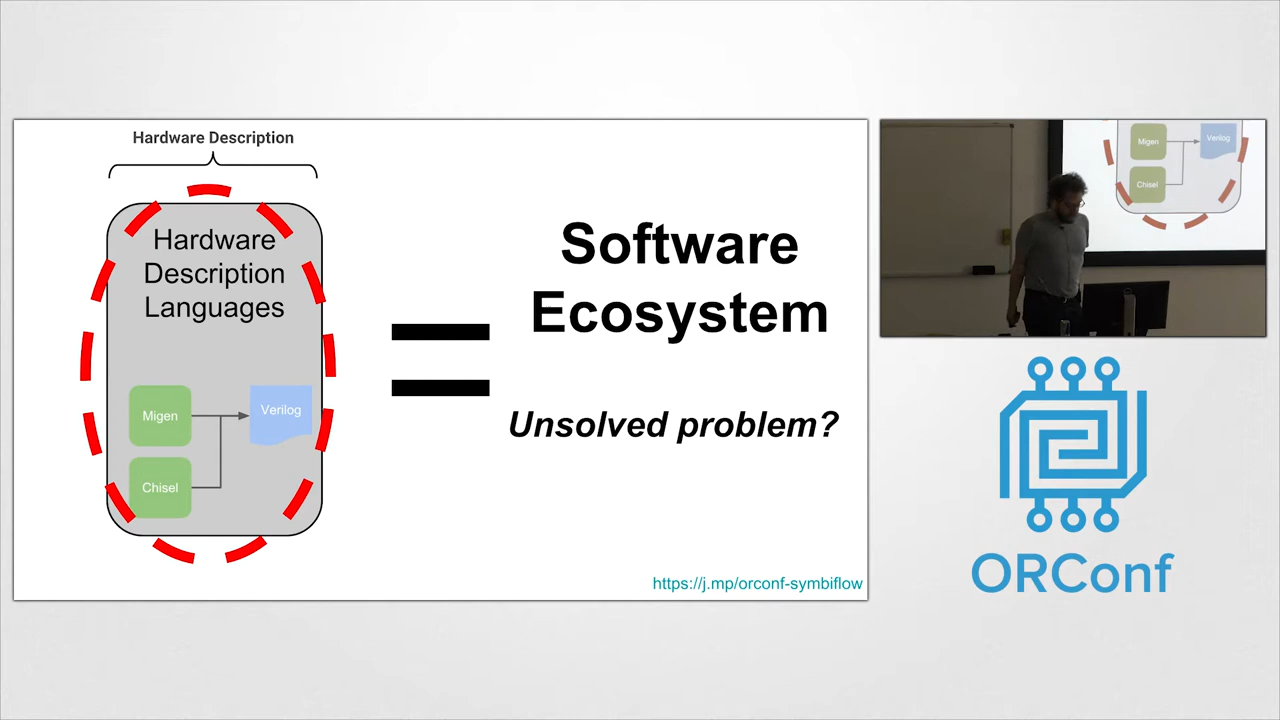 Hardware Description
Hardware
Description
Languages
Migen
Verilog
Chisel
Software
Ecosystem
Unsolved problem?
https://j.mp/orconf-symbiflow
Migen
Verilog
Chisel
ORConf